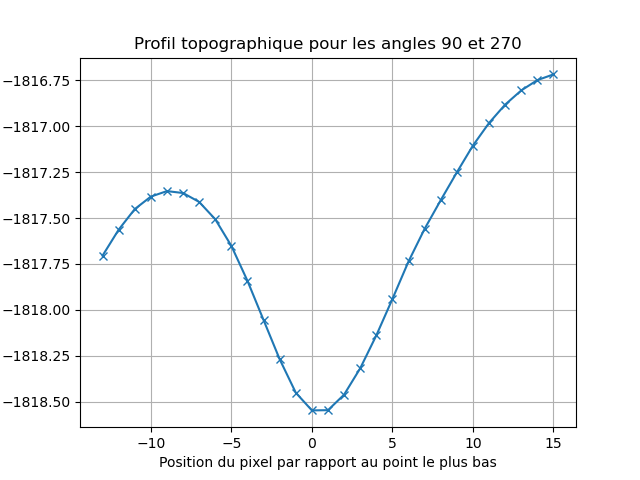 Profil topographique pour les angles 90 et 270
−1816.75
−1817.00
−1817.25
−1817.50
−1817.75
−1818.00
−1818.25
−1818.50
−10 −5 0 5 10 15
Position du pixel par rapport au point le plus bas